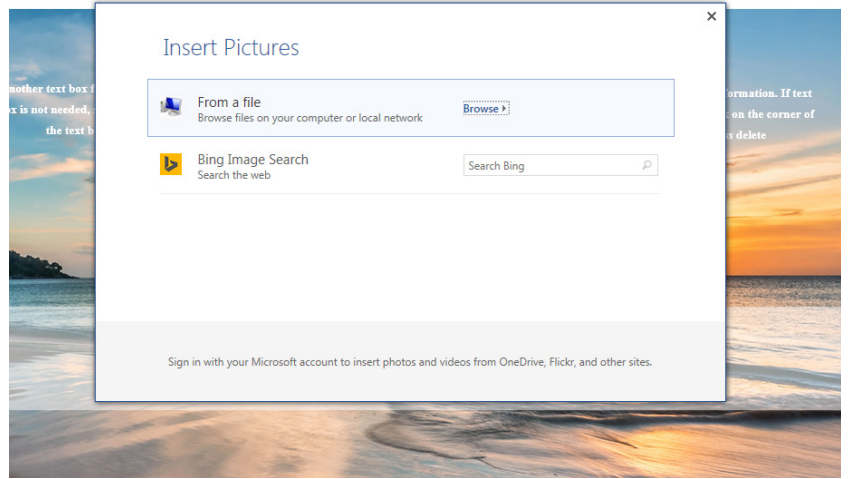 Insert Pictures
nother text box f
ormation. If text
From a file
Browse files on your computer or local network
Browse
x is not needed,
on the corner of
the text b
s delete
Bing Image Search
Search the web
Search Bing
Sign in with your Microsoft account to insert photos and videos from OneDrive, Flickr, and other sites.